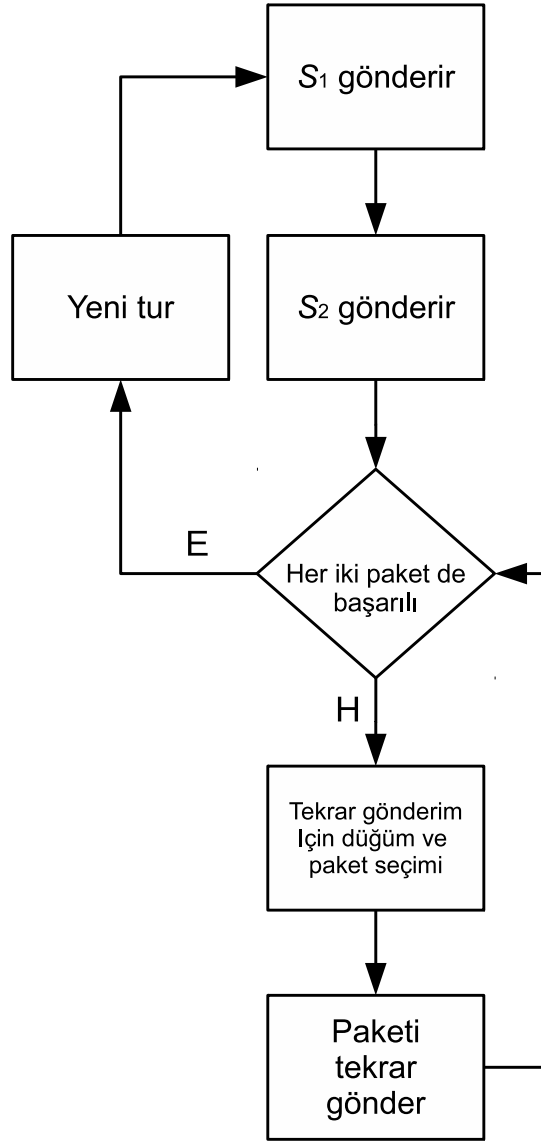 S1 gönderir
Yeni tur
S2 gönderir
E
Her iki paket de
başarılı
H
Tekrar gönderim
Için düğüm ve
paket seçimi
Paketi
tekrar
gönder